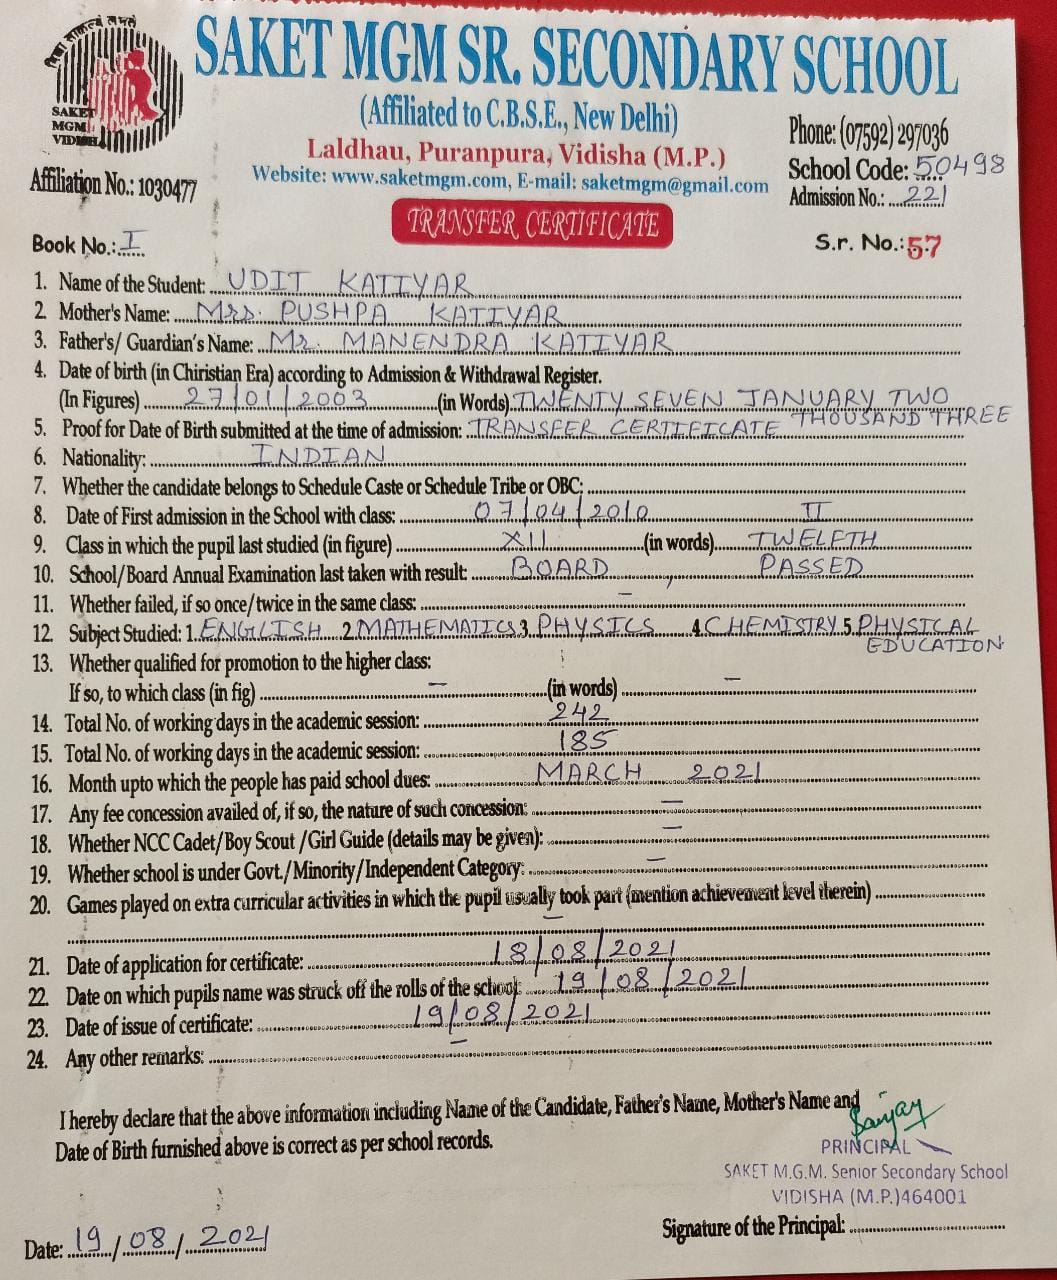 विद्या साकल्यं लभते
SAKET
MGM
VIDISHA
SAKET MGM SR. SECONDARY SCHOOL
(Affiliated to C.B.S.E., New Delhi)
Laldhau, Puranpura, Vidisha (M.P.)
Website: www.saketmgm.com, E-mail: saketmgm@gmail.com
Phone: (07592) 297036
School Code: 50498
Admission No.: 221
Affiliation No.: 1030477
TRANSFER CERTIFICATE
Book No.: I
S.r. No.: 57
1. Name of the Student: UDIT KATIYAR
2. Mother's Name: Mrs. PUSHPA KATIYAR
3. Father's/ Guardian's Name: Mr. MANENDRA KATIYAR
4. Date of birth (in Chiristian Era) according to Admission & Withdrawal Register.
(In Figures) 27/01/2003 (in Words) TWENTY SEVEN JANUARY TWO
THOUSAND THREE
5. Proof for Date of Birth submitted at the time of admission: TRANSFER CERTIFICATE
6. Nationality: INDIAN
7. Whether the candidate belongs to Schedule Caste or Schedule Tribe or OBC:
8. Date of First admission in the School with class: 07/04/2010 II
9. Class in which the pupil last studied (in figure) XII (in words) TWELFTH
10. School/Board Annual Examination last taken with result: BOARD , PASSED
11. Whether failed, if so once/twice in the same class: –
12. Subject Studied: 1. ENGLISH 2. MATHEMATICS 3. PHYSICS 4. CHEMISTRY 5. PHYSICAL
EDUCATION
13. Whether qualified for promotion to the higher class:
If so, to which class (in fig) – (in words) –
14. Total No. of working days in the academic session: 242
15. Total No. of working days in the academic session: 185
16. Month upto which the people has paid school dues: MARCH 2021
17. Any fee concession availed of, if so, the nature of such concession: –
18. Whether NCC Cadet/Boy Scout /Girl Guide (details may be given): –
19. Whether school is under Govt./Minority/Independent Category: –
20. Games played on extra curricular activities in which the pupil usually took part (mention achievement level therein)
–
21. Date of application for certificate: 18/08/2021
22. Date on which pupils name was struck off the rolls of the school: 19/08/2021
23. Date of issue of certificate: 19/08/2021
24. Any other remarks: –
I hereby declare that the above information including Name of the Candidate, Father's Name, Mother's Name and
Date of Birth furnished above is correct as per school records.
Sanjay
PRINCIPAL
SAKET M.G.M. Senior Secondary School
VIDISHA (M.P.)464001
Signature of the Principal:
Date: 19/08/2021